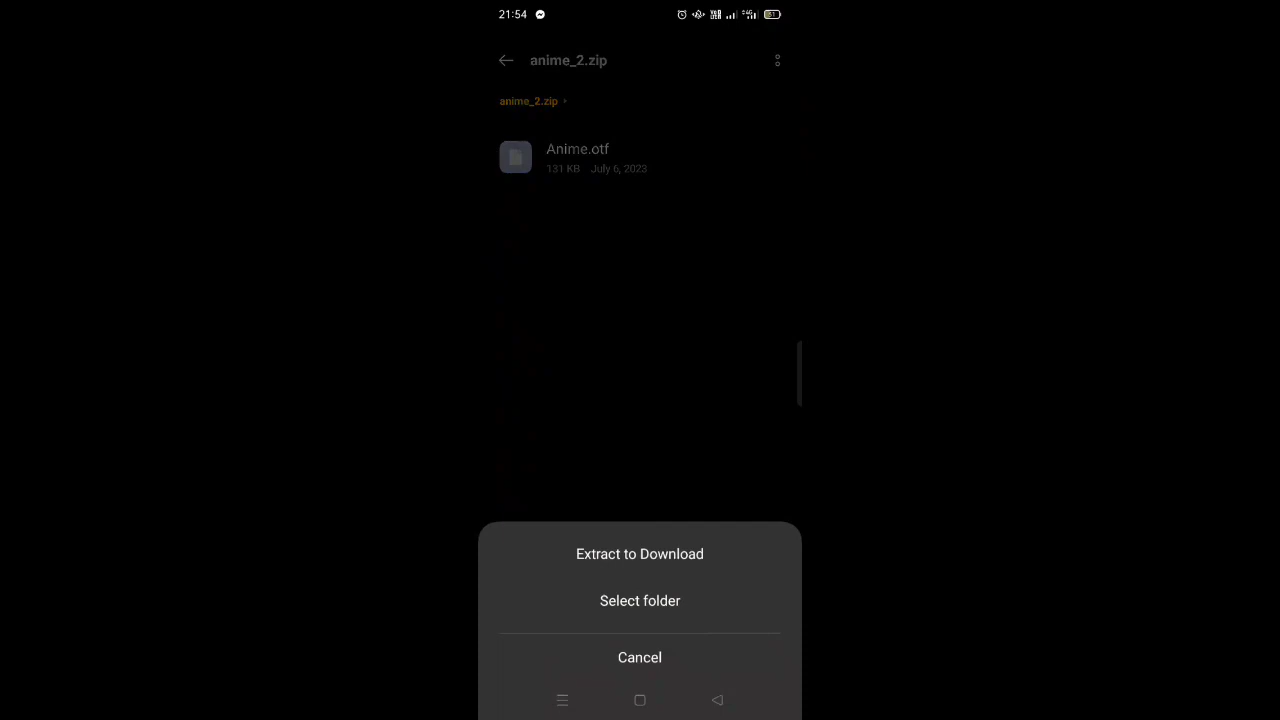 21:54
anime_2.zip
anime_2.zip
Anime.otf
131 KB July 6, 2023
Extract to Download
Select folder
Cancel